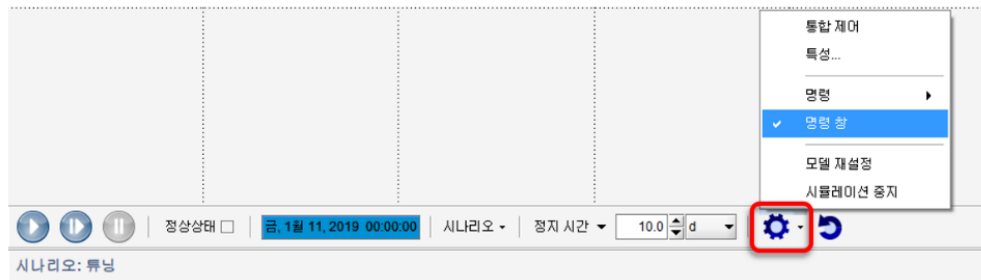 통합 제어
특성...
명령
명령 창
모델 재설정
시뮬레이션 중지
정상상태 금, 1월 11, 2019 00:00:00 시나리오 정지 시간 10.0 d
시나리오: 튜닝